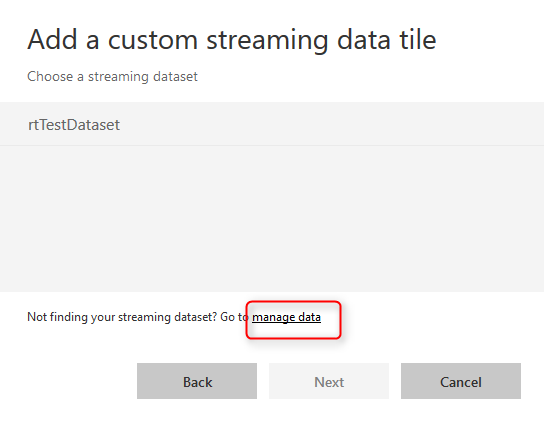 Add a custom streaming data tile
Choose a streaming dataset
rtTestDataset
Not finding your streaming dataset? Go to manage data
Back Next Cancel